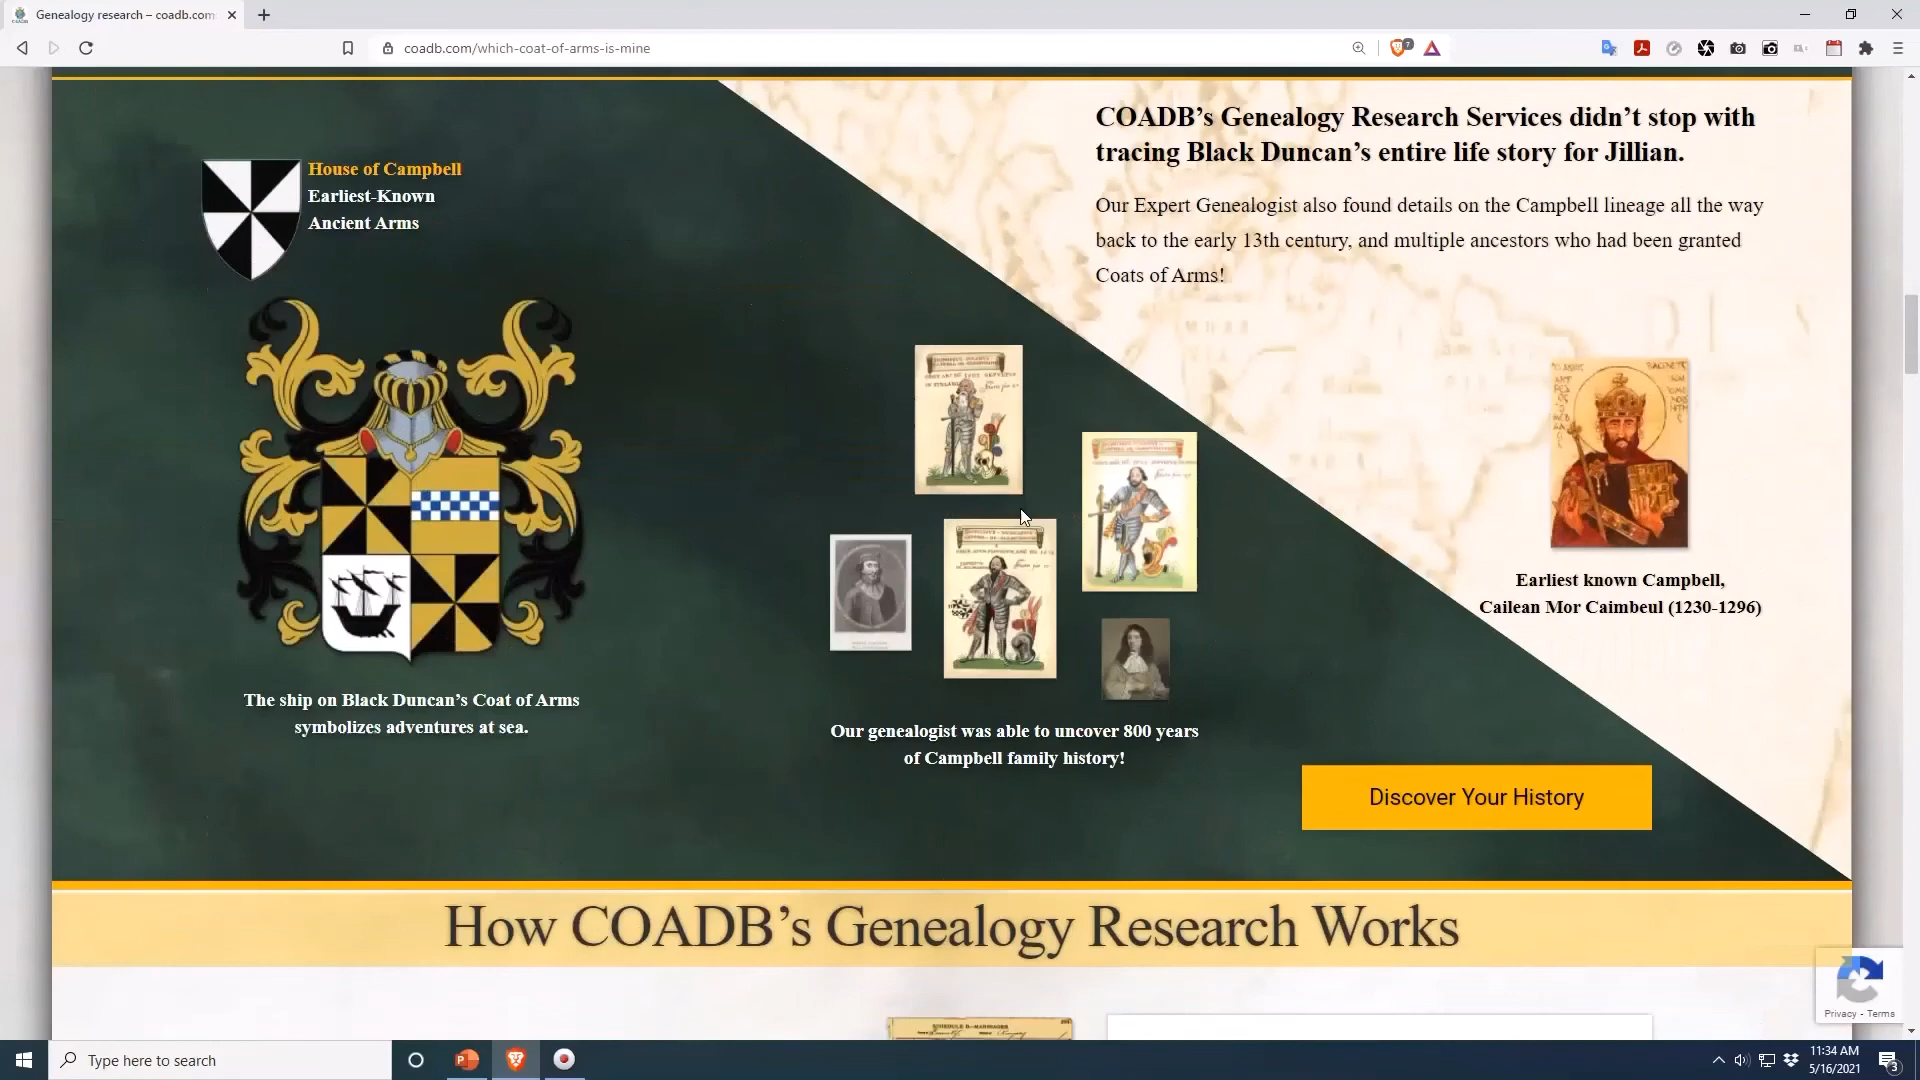 Genealogy research – coadb.com
coadb.com/which-coat-of-arms-is-mine
7
COADB's Genealogy Research Services didn't stop with
tracing Black Duncan's entire life story for Jillian.
Our Expert Genealogist also found details on the Campbell lineage all the way
back to the early 13th century, and multiple ancestors who had been granted
Coats of Arms!
House of Campbell
Earliest-Known
Ancient Arms
The ship on Black Duncan's Coat of Arms
symbolizes adventures at sea.
Our genealogist was able to uncover 800 years
of Campbell family history!
Earliest known Campbell,
Cailean Mor Caimbeul (1230-1296)
Discover Your History
How COADB's Genealogy Research Works
SCHEDULE D.—MARRIAGES
Privacy - Terms
Type here to search
11:34 AM
5/16/2021
3